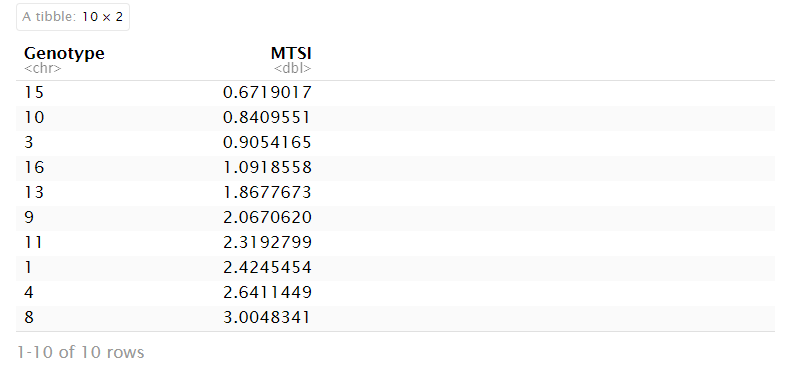 A tibble: 10 × 2
Genotype MTSI
<chr> <dbl>
15 0.6719017
10 0.8409551
3 0.9054165
16 1.0918558
13 1.8677673
9 2.0670620
11 2.3192799
1 2.4245454
4 2.6411449
8 3.0048341
1-10 of 10 rows